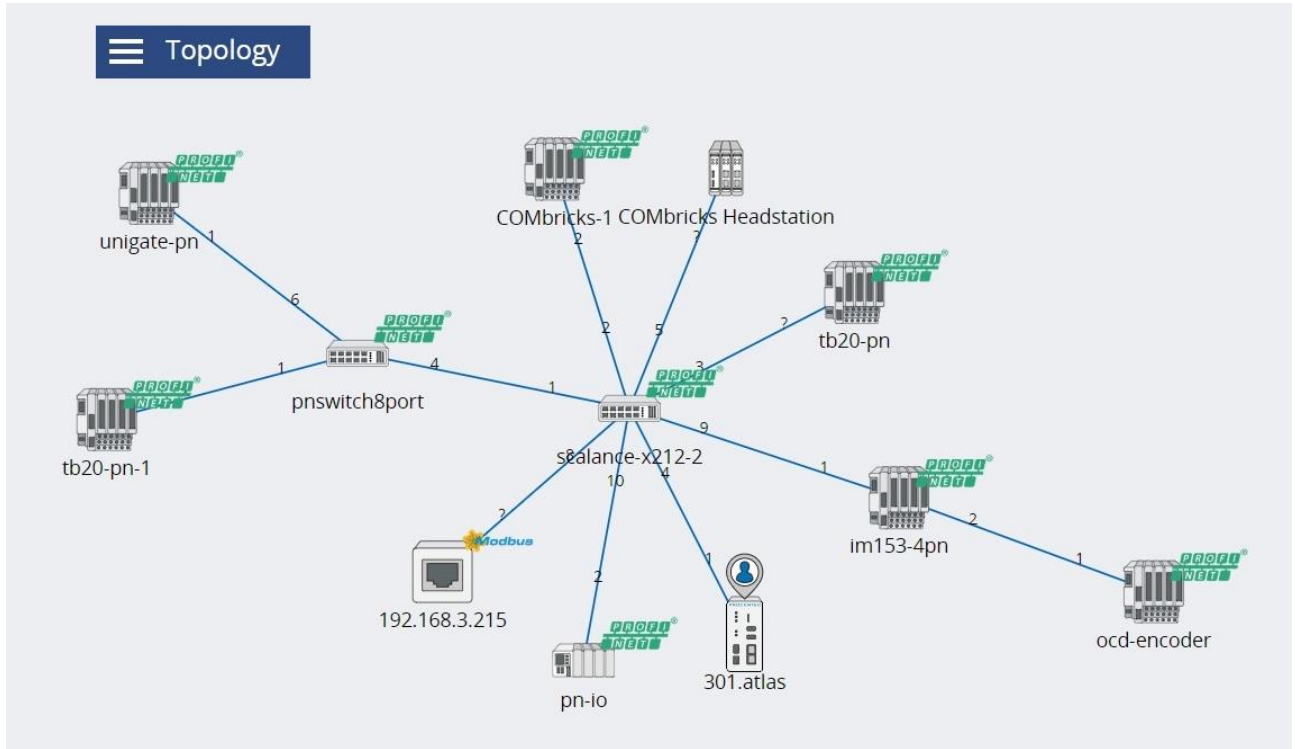 Topology
PROFI
NET
unigate-pn
1
6
PROFI
NET
COMbricks-1
2
COMbricks Headstation
?
PROFI
NET
tb20-pn
?
PROFI
NET
pnswitch8port
4
1
PROFI
NET
tb20-pn-1
1
2
5
3
PROFI
NET
scalance-x212-2
9
10
4
?
Modbus
192.168.3.215
2
PROFI
NET
pn-io
1
301.atlas
1
PROFI
NET
im153-4pn
2
1
PROFI
NET
ocd-encoder